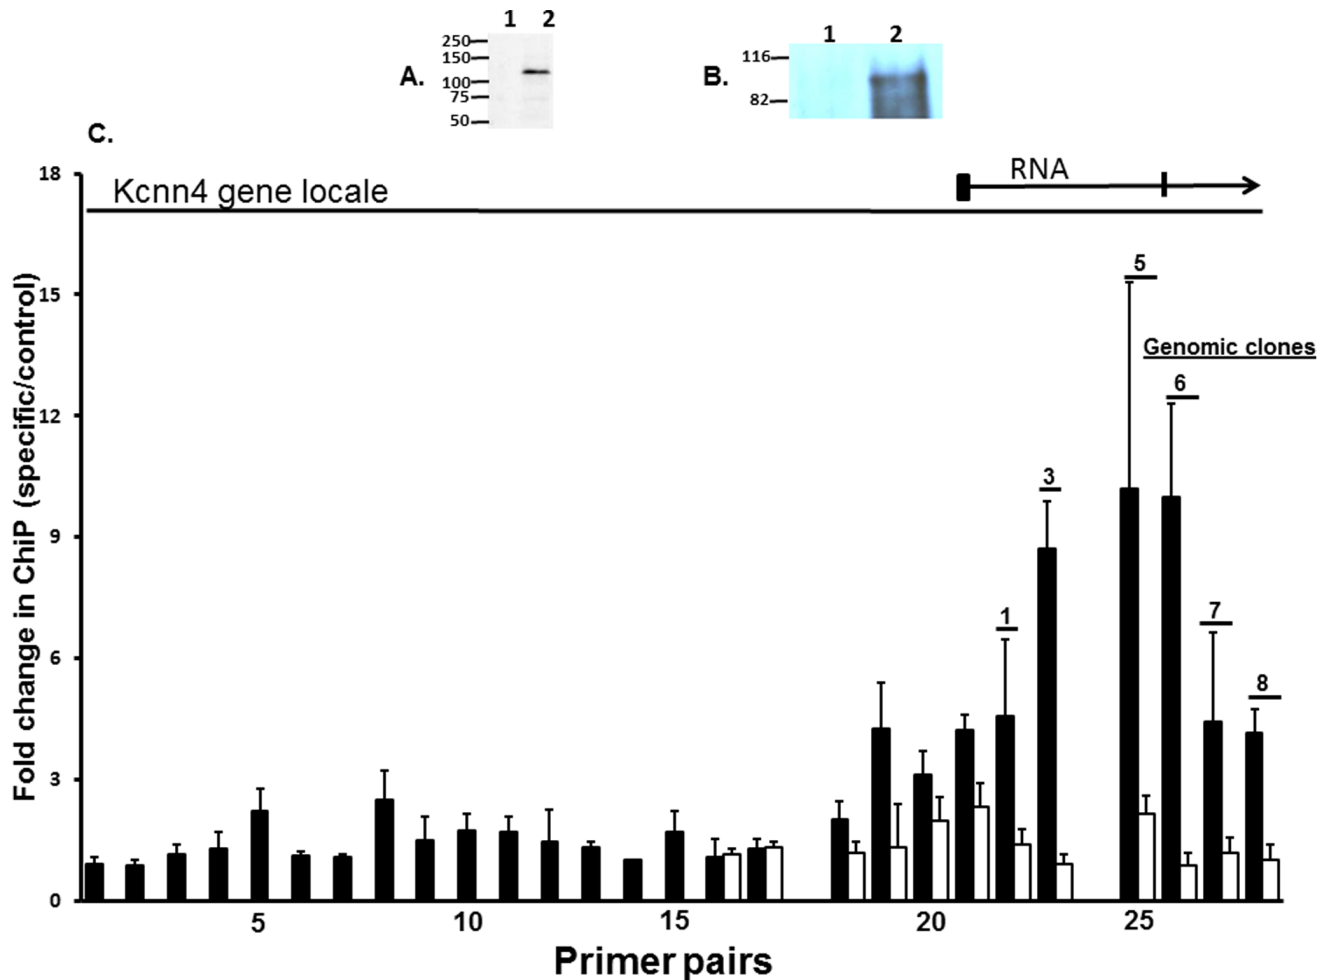 1 2
250
150
A.
100
75
50
1 2
116
B.
82
C.
18
Kcnn4 gene locale
RNA
15
12
9
6
3
0
Fold change in ChiP (specific/control)
1
3
5
Genomic clones
6
7
8
5 10 15 20 25
Primer pairs